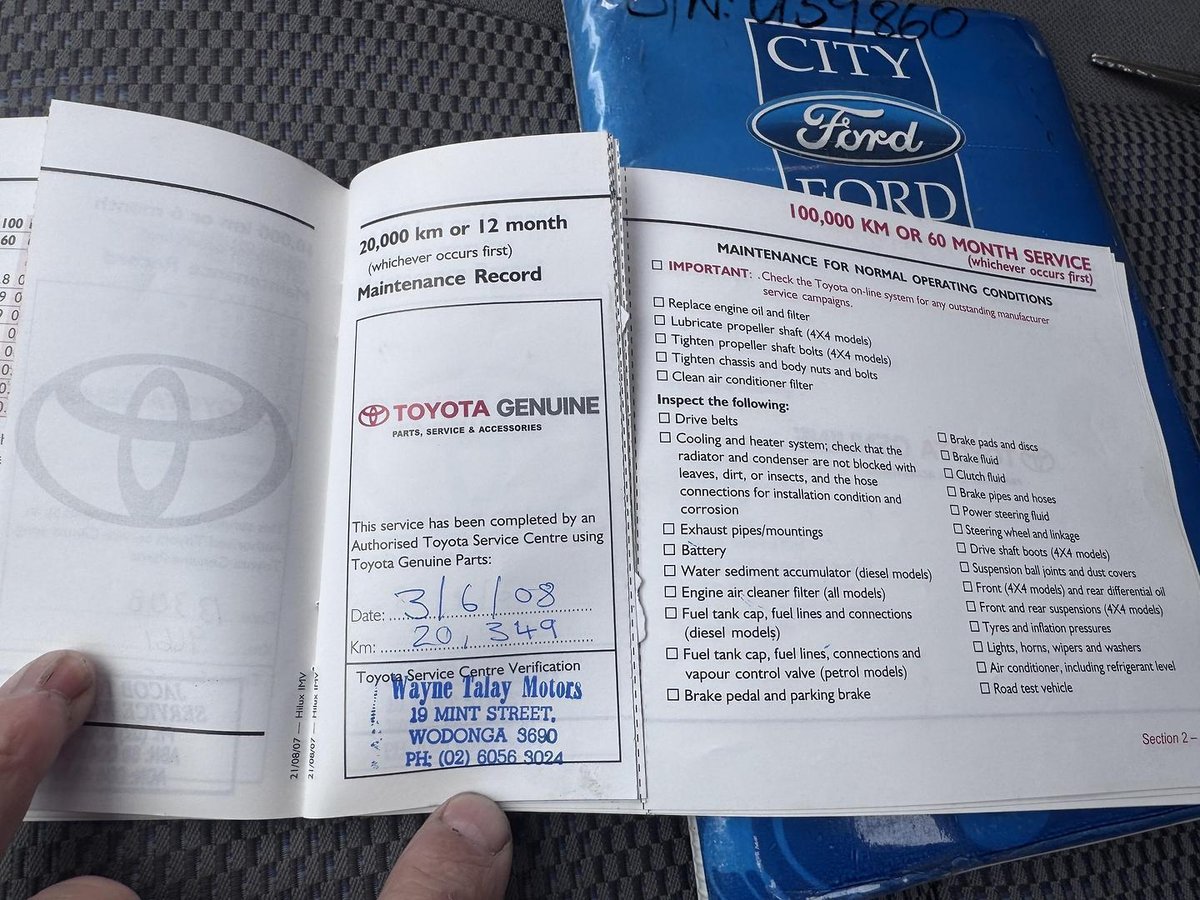 CITY
Ford
FORD
100
60
20,000 km or 12 month
(whichever occurs first)
Maintenance Record
TOYOTA GENUINE
PARTS, SERVICE & ACCESSORIES
This service has been completed by an
Authorised Toyota Service Centre using
Toyota Genuine Parts:
Date: 3/6/08
Km: 20,349
Toyota Service Centre Verification
Wayne Talay Motors
19 MINT STREET,
WODONGA 3690
PH: (02) 6056 3024
21/08/07 — Hilux IMV
21/08/07 — Hilux IMV
100,000 KM OR 60 MONTH SERVICE
(whichever occurs first)
MAINTENANCE FOR NORMAL OPERATING CONDITIONS
IMPORTANT: .Check the Toyota on-line system for any outstanding manufacturer
service campaigns.
Replace engine oil and filter
Lubricate propeller shaft (4X4 models)
Tighten propeller shaft bolts (4X4 models)
Tighten chassis and body nuts and bolts
Clean air conditioner filter
Inspect the following:
Drive belts
Cooling and heater system; check that the
radiator and condenser are not blocked with
leaves, dirt, or insects, and the hose
connections for installation condition and
corrosion
Exhaust pipes/mountings
Battery
Water sediment accumulator (diesel models)
Engine air cleaner filter (all models)
Fuel tank cap, fuel lines and connections
(diesel models)
Fuel tank cap, fuel lines, connections and
vapour control valve (petrol models)
Brake pedal and parking brake
Brake pads and discs
Brake fluid
Clutch fluid
Brake pipes and hoses
Power steering fluid
Steering wheel and linkage
Drive shaft boots (4X4 models)
Suspension ball joints and dust covers
Front (4X4 models) and rear differential oil
Front and rear suspensions (4X4 models)
Tyres and inflation pressures
Lights, horns, wipers and washers
Air conditioner, including refrigerant level
Road test vehicle
Section 2 –